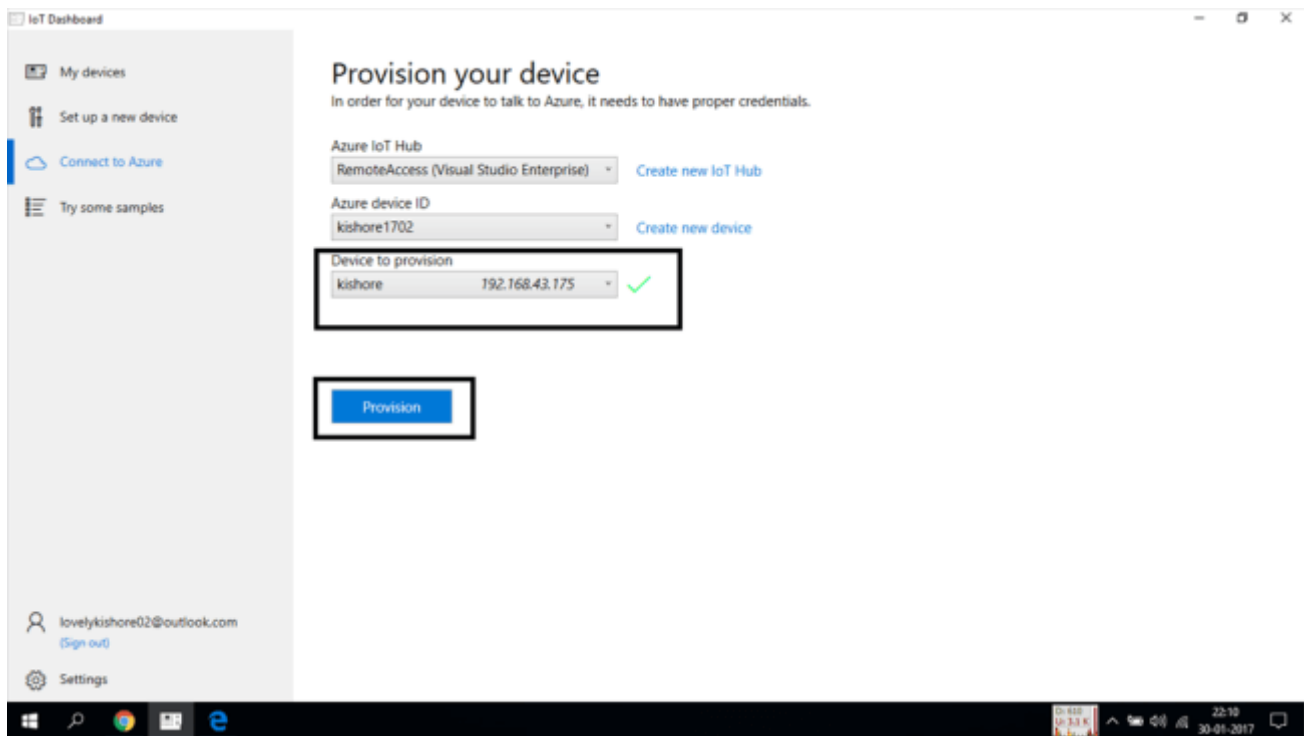 IoT Dashboard
My devices
Set up a new device
Connect to Azure
Try some samples
Provision your device
In order for your device to talk to Azure, it needs to have proper credentials.
Azure IoT Hub
RemoteAccess (Visual Studio Enterprise)
Create new IoT Hub
Azure device ID
kishore1702
Create new device
Device to provision
kishore 192.168.43.175
Provision
lovelykishore02@outlook.com
(Sign out)
Settings
22:10
30-01-2017